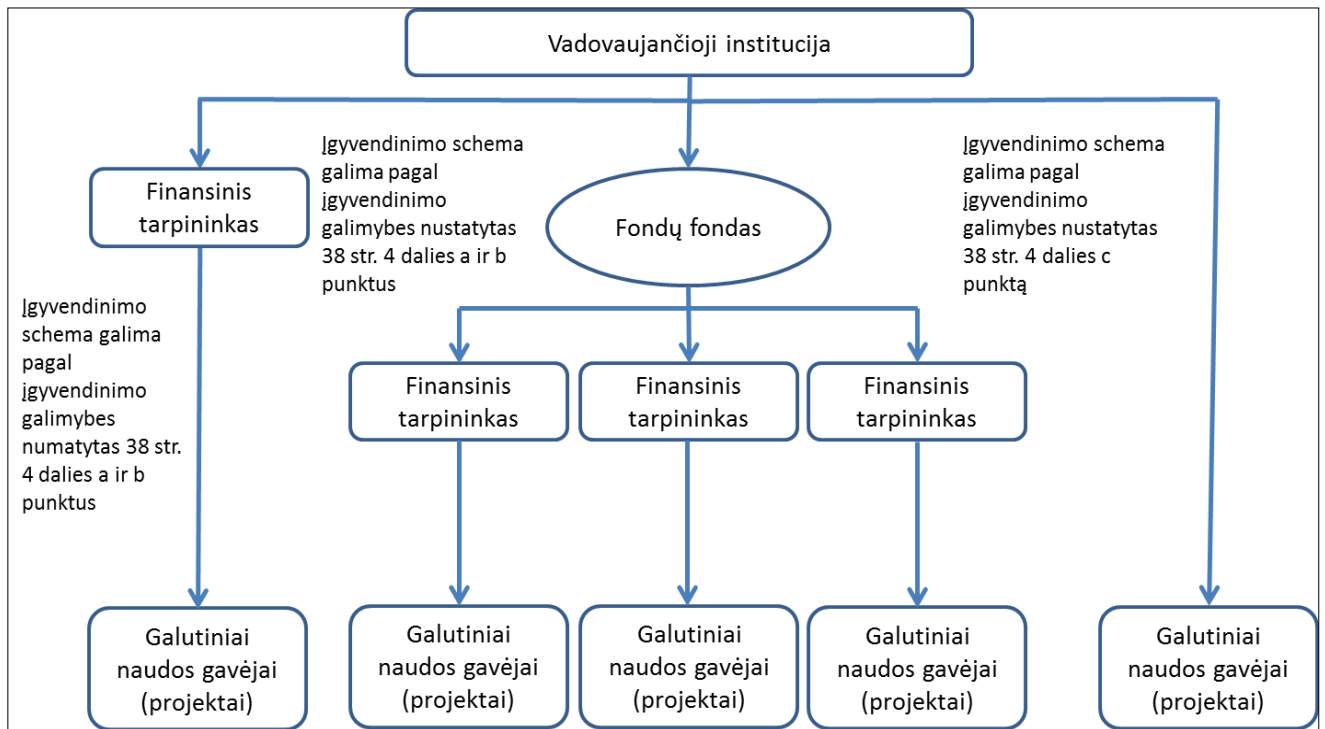 Vadovaujančioji institucija
Įgyvendinimo schema
galima pagal
įgyvendinimo
galimybes nustatytas
38 str. 4 dalies a ir b
punktus
Įgyvendinimo schema
galima pagal
įgyvendinimo
galimybes nustatytas
38 str. 4 dalies c
punktą
Finansinis
tarpininkas
Fondų fondas
Įgyvendinimo
schema galima
pagal
įgyvendinimo
galimybes
numatytas 38 str.
4 dalies a ir b
punktus
Finansinis
tarpininkas
Finansinis
tarpininkas
Finansinis
tarpininkas
Galutiniai
naudos gavėjai
(projektai)
Galutiniai
naudos gavėjai
(projektai)
Galutiniai
naudos gavėjai
(projektai)
Galutiniai
naudos gavėjai
(projektai)
Galutiniai
naudos gavėjai
(projektai)